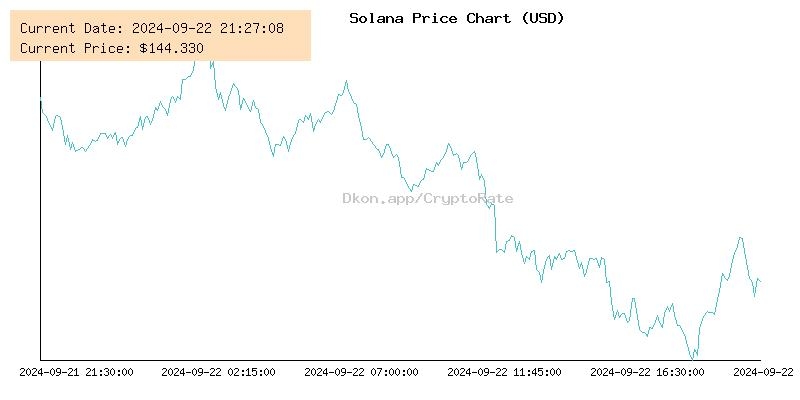 Solana Price Chart (USD)
Current Date: 2024-09-22 21:27:08
Current Price: $144.330
Dkon.app/CryptoRate
2024-09-21 21:30:00 2024-09-22 02:15:00 2024-09-22 07:00:00 2024-09-22 11:45:00 2024-09-22 16:30:00 2024-09-22